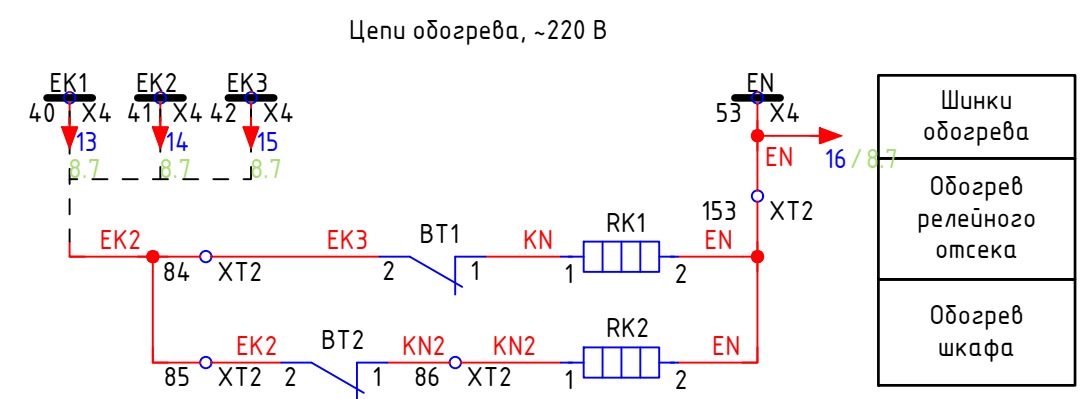 Цепи обогрева, ~220 В
EK1 EK2 EK3 EN
40 X4 41 X4 42 X4 53 X4
13 14 15
8.7 8.7 8.7
EN 16 / 8.7
153 XT2
EK2 EK3 BT1 KN RK1 EN
84 XT2 2 1 1 2
EK2 BT2 KN2 KN2 RK2 EN
85 XT2 2 1 86 XT2 1 2
Шинки
обогрева
Обогрев
релейного
отсека
Обогрев
шкафа